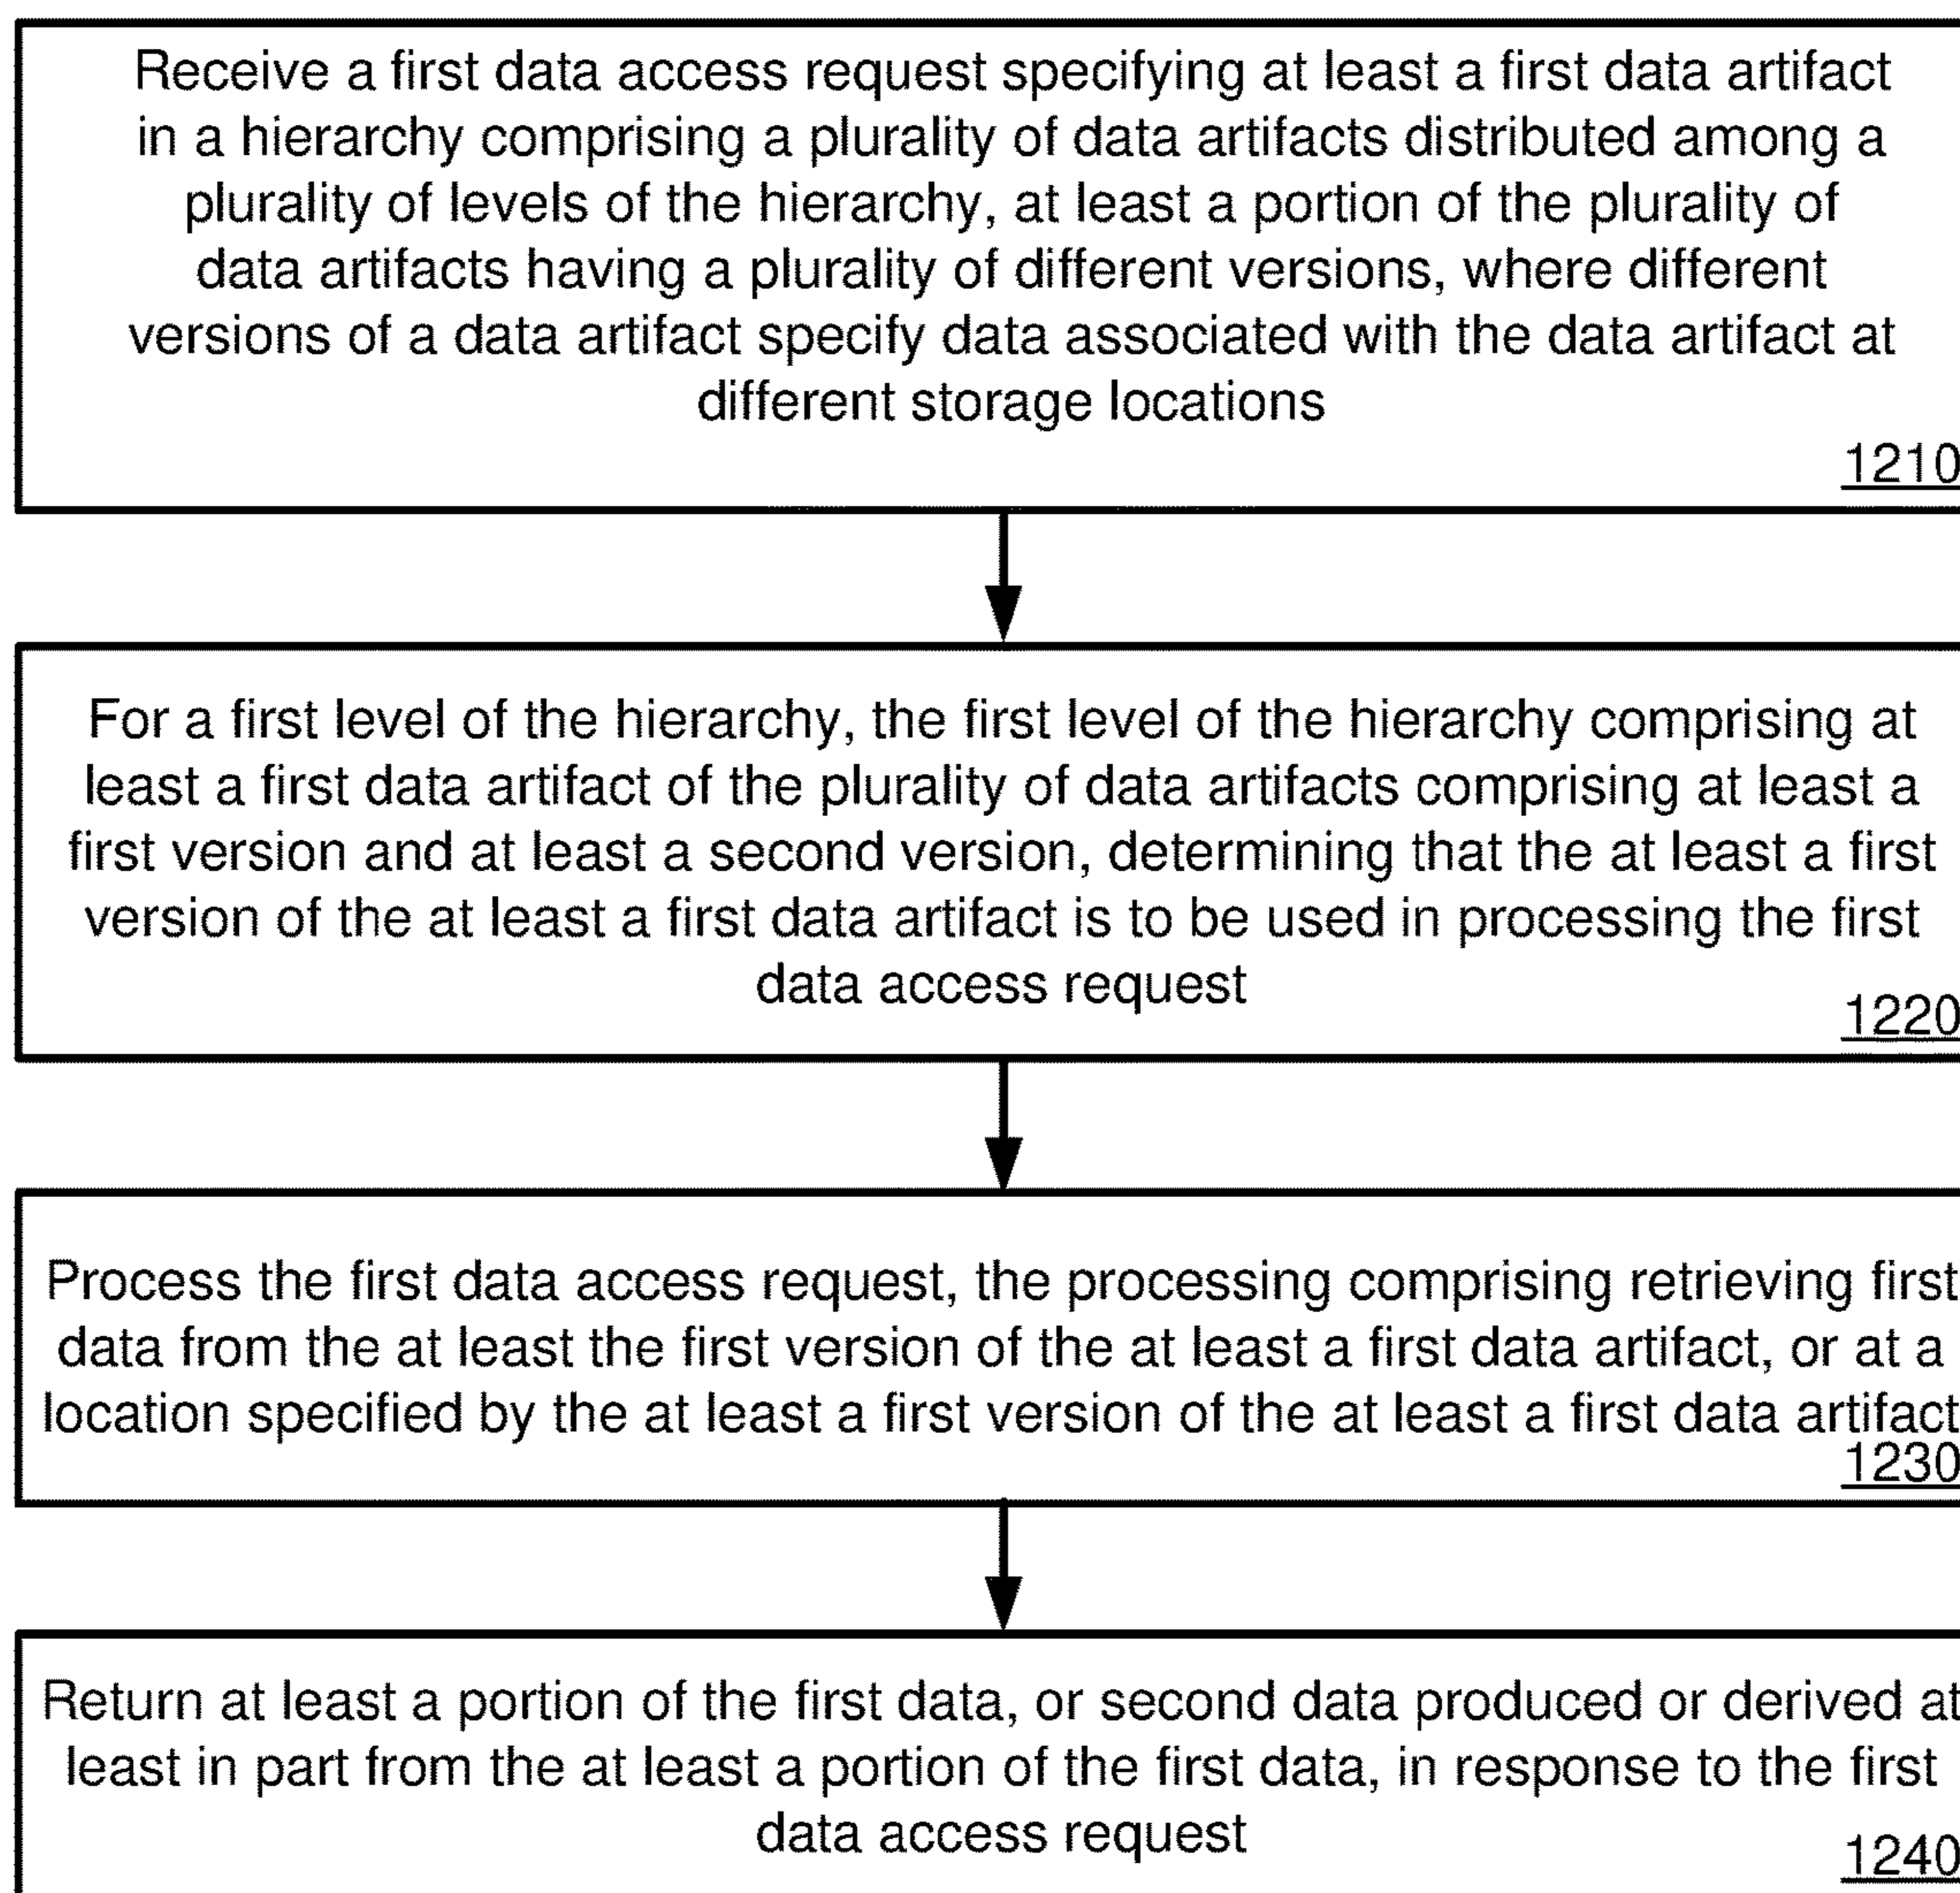 Receive a first data access request specifying at least a first data artifact
in a hierarchy comprising a plurality of data artifacts distributed among a
plurality of levels of the hierarchy, at least a portion of the plurality of
data artifacts having a plurality of different versions, where different
versions of a data artifact specify data associated with the data artifact at
different storage locations
1210
For a first level of the hierarchy, the first level of the hierarchy comprising at
least a first data artifact of the plurality of data artifacts comprising at least a
first version and at least a second version, determining that the at least a first
version of the at least a first data artifact is to be used in processing the first
data access request
1220
Process the first data access request, the processing comprising retrieving first
data from the at least the first version of the at least a first data artifact, or at a
location specified by the at least a first version of the at least a first data artifact
1230
Return at least a portion of the first data, or second data produced or derived at
least in part from the at least a portion of the first data, in response to the first
data access request
1240